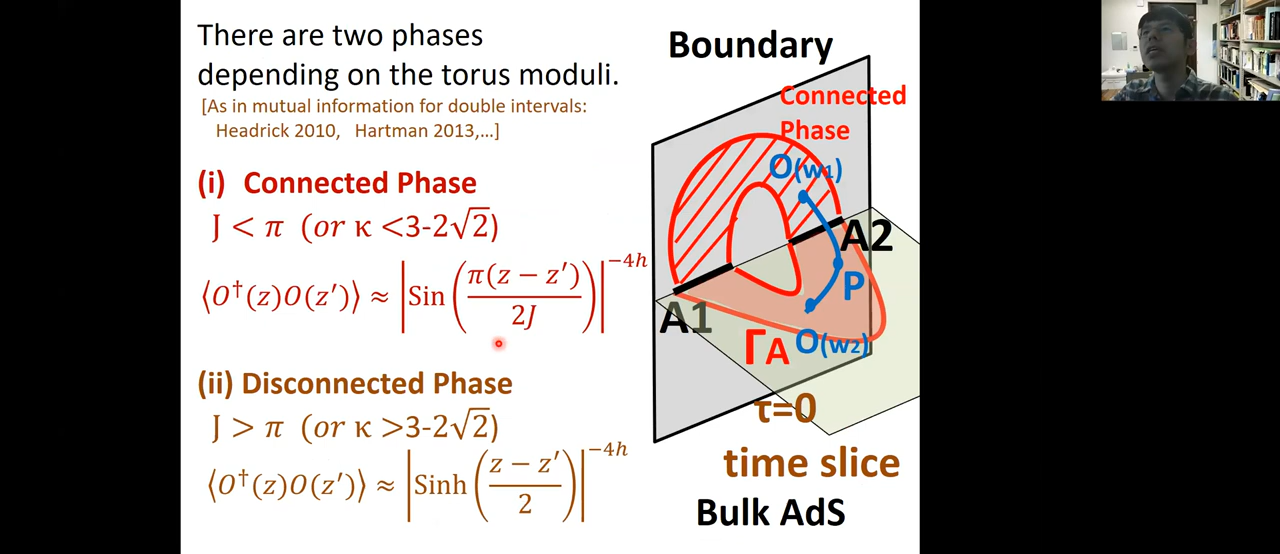 There are two phases
depending on the torus moduli.
[As in mutual information for double intervals:
Headrick 2010, Hartman 2013,...]
(i) Connected Phase
J < π (or κ <3-2√2)
⟨O†(z)O(z′)⟩ ≈ |Sin(π(z − z′)/2J)|^−4h
(ii) Disconnected Phase
J > π (or κ >3-2√2)
⟨O†(z)O(z′)⟩ ≈ |Sinh(z − z′/2)|^−4h
Boundary
Connected
Phase
O(w1)
A2
P
A1
ΓA
O(w2)
τ=0
time slice
Bulk AdS